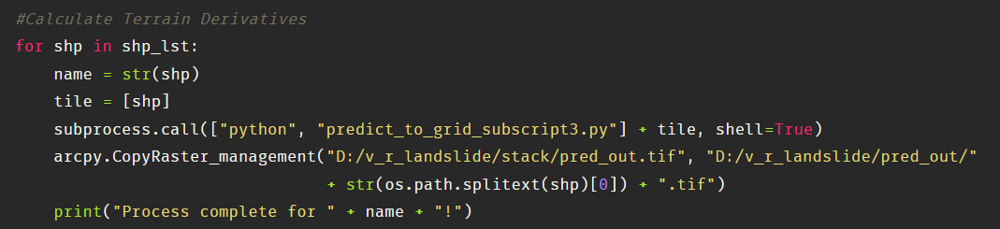 #Calculate Terrain Derivatives
for shp in shp_lst:
    name = str(shp)
    tile = [shp]
    subprocess.call(["python", "predict_to_grid_subscript3.py"] + tile, shell=True)
    arcpy.CopyRaster_management("D:/v_r_landslide/stack/pred_out.tif", "D:/v_r_landslide/pred_out/"
                                + str(os.path.splitext(shp)[0]) + ".tif")
    print("Process complete for " + name + "!")